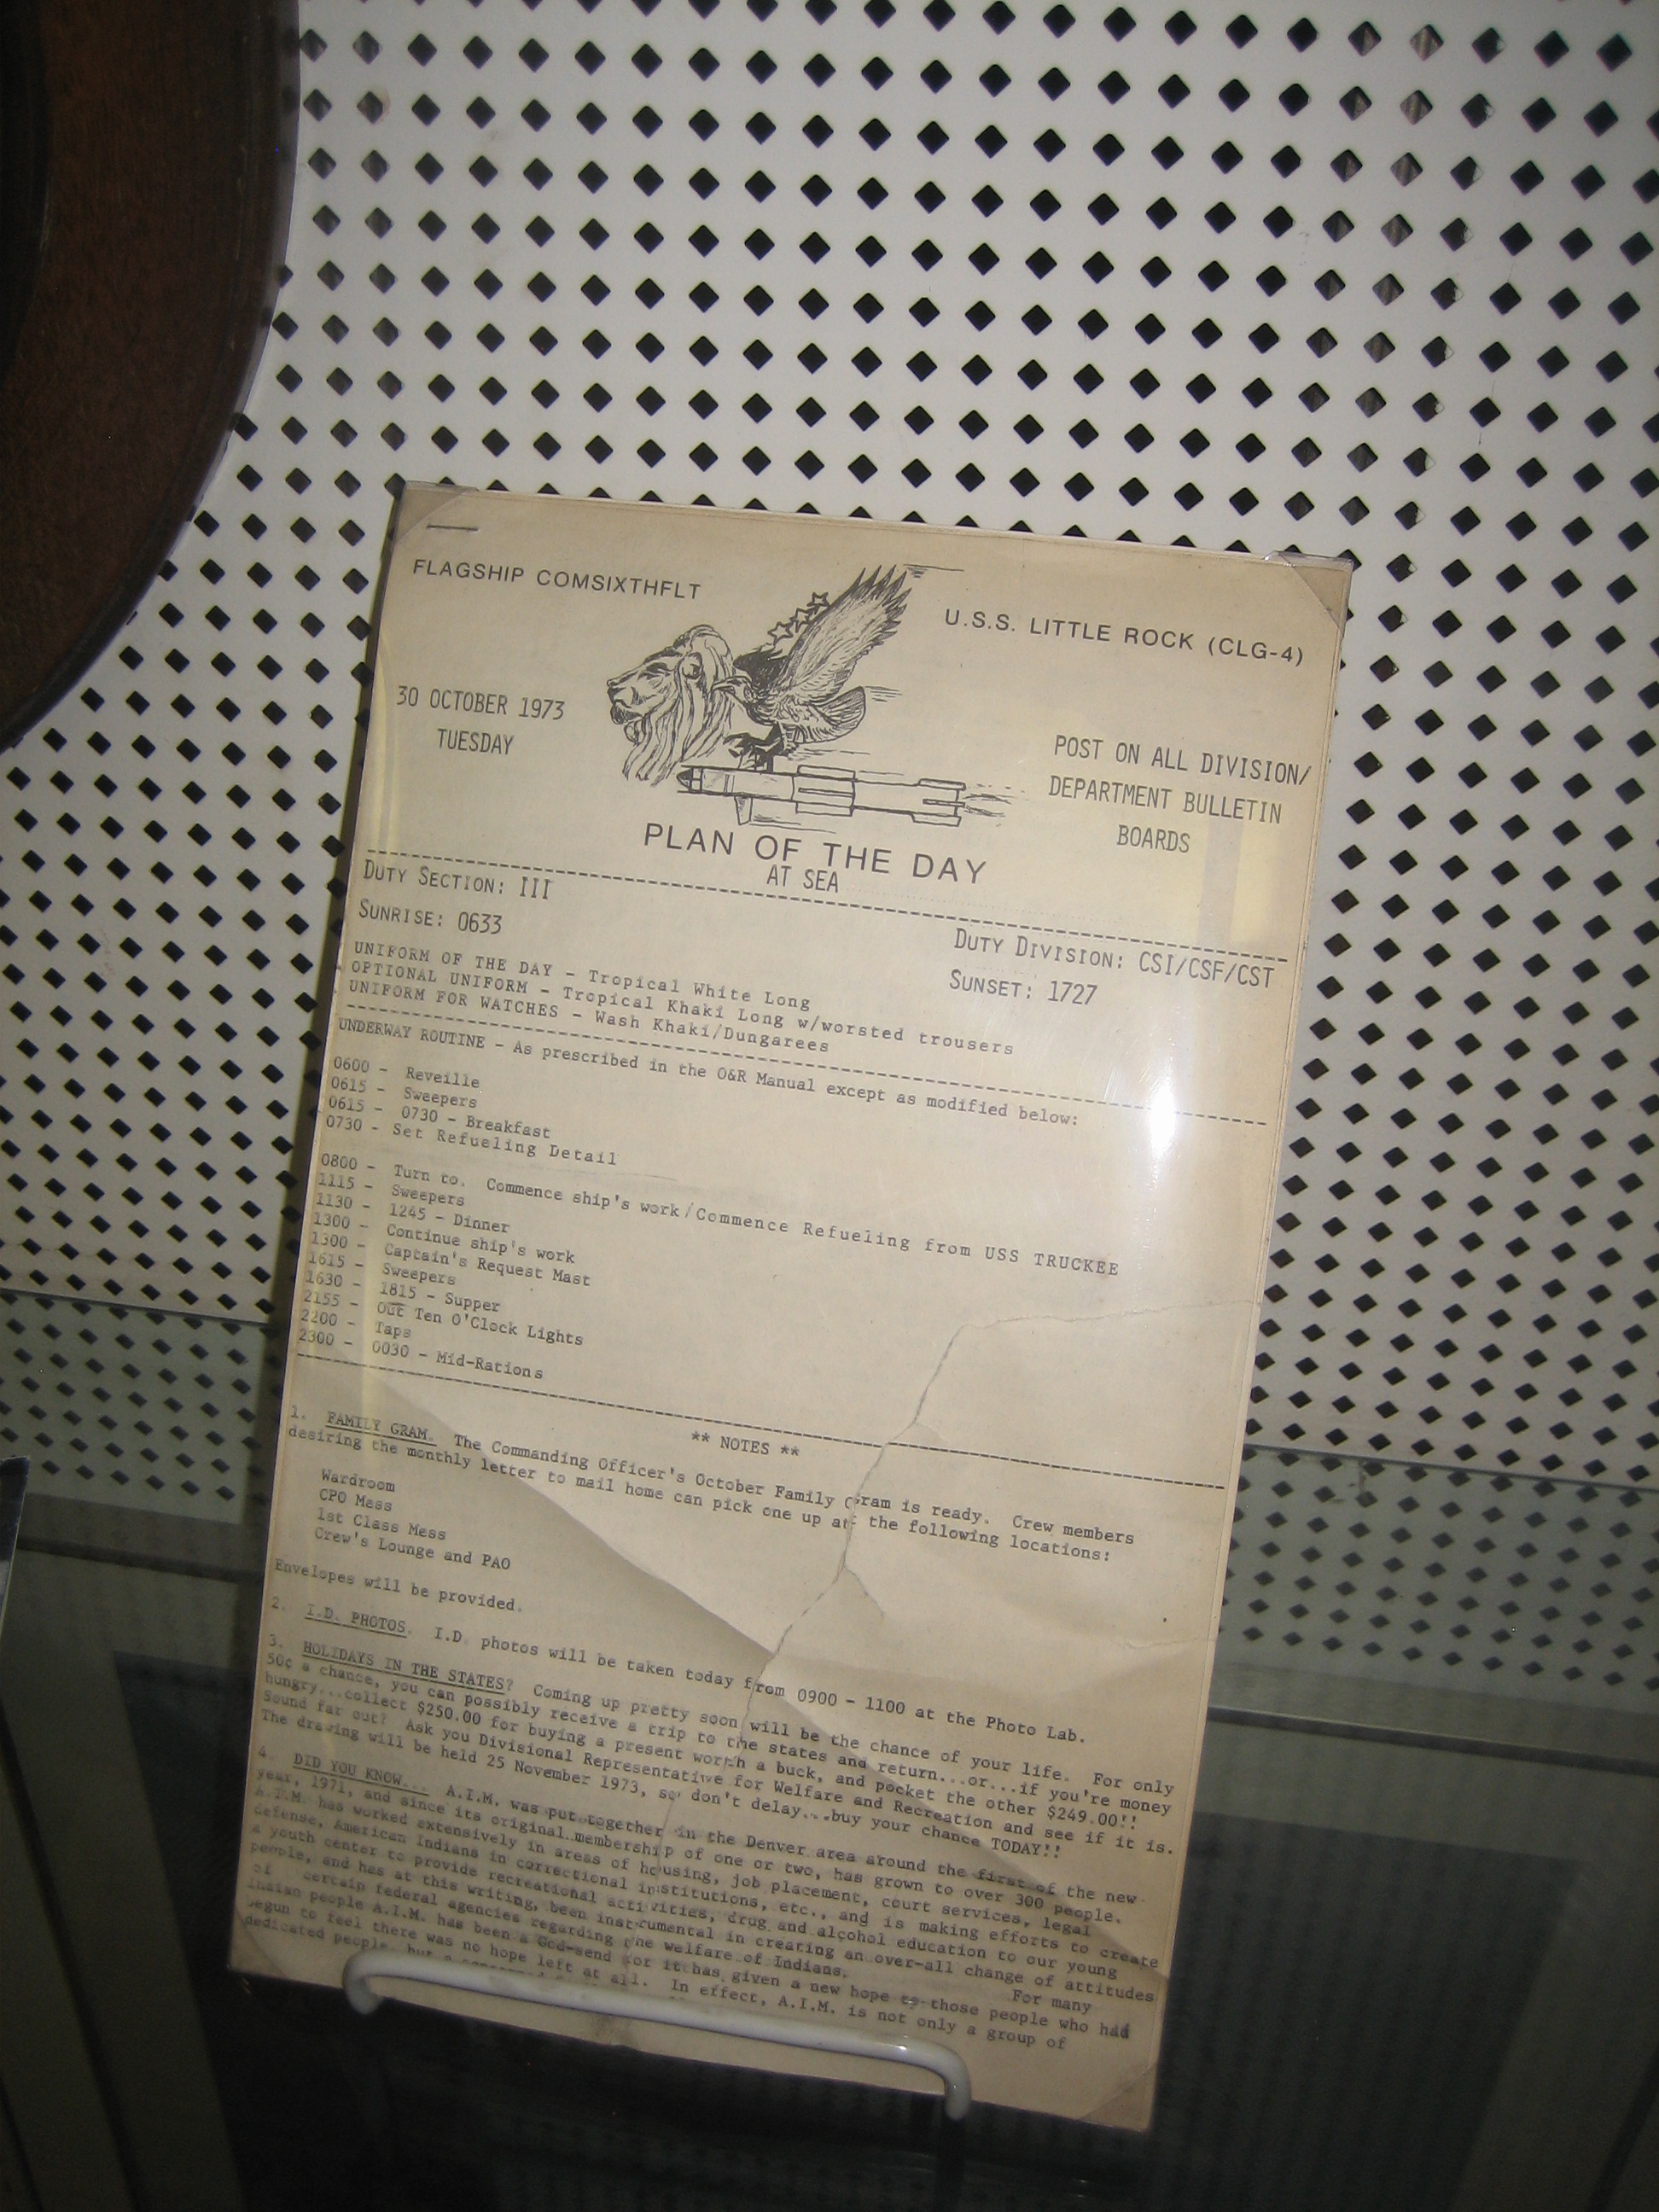 FLAGSHIP COMSIXTHFLT
U.S.S. LITTLE ROCK (CLG-4)
30 OCTOBER 1973
TUESDAY
POST ON ALL DIVISION/
DEPARTMENT BULLETIN
BOARDS
PLAN OF THE DAY
AT SEA
DUTY SECTION: III
DUTY DIVISION: CSI/CSF/CST
SUNRISE: 0633
SUNSET: 1727
UNIFORM OF THE DAY - Tropical White Long
OPTIONAL UNIFORM - Tropical Khaki Long w/worsted trousers
UNIFORM FOR WATCHES - Wash Khaki/Dungarees
UNDERWAY ROUTINE - As prescribed in the O&R Manual except as modified below:
0600 - Reveille
0615 - Sweepers
0615 - 0730 - Breakfast
0730 - Set Refueling Detail
0800 - Turn to. Commence ship's work/Commence Refueling from USS TRUCKEE
1115 - Sweepers
1130 - 1245 - Dinner
1300 - Continue ship's work
1300 - Captain's Request Mast
1615 - Sweepers
1630 - 1815 - Supper
2155 - Out Ten O'Clock Lights
2200 - Taps
2300 - 0030 - Mid-Rations
** NOTES **
1. FAMILY GRAM. The Commanding Officer's October Family Gram is ready. Crew members
desiring the monthly letter to mail home can pick one up at the following locations:
Wardroom
CPO Mess
1st Class Mess
Crew's Lounge and PAO
Envelopes will be provided.
2. I.D. PHOTOS. I.D. photos will be taken today from 0900 - 1100 at the Photo Lab.
3. HOLIDAYS IN THE STATES? Coming up pretty soon will be the chance of your life. For only
50¢ a chance, you can possibly receive a trip to the states and return...or...if you're money
hungry...collect $250.00 for buying a present worth a buck, and pocket the other $249.00!!
Sound far out? Ask you Divisional Representative for Welfare and Recreation and see if it is.
The drawing will be held 25 November 1973, so don't delay...buy your chance TODAY!!
4. DID YOU KNOW... A.I.M. was put together in the Denver area around the first of the new
year, 1971, and since its original membership of one or two, has grown to over 300 people.
A.I.M. has worked extensively in areas of housing, job placement, court services, legal
defense, American Indians in correctional institutions, etc., and is making efforts to create
a youth center to provide recreational activities, drug and alcohol education to our young
people, and has at this writing, been instrumental in creating an over-all change of attitudes
of certain federal agencies regarding the welfare of Indians. For many
Indian people A.I.M. has been a God-send for it has given a new hope to those people who had
begun to feel there was no hope left at all. In effect, A.I.M. is not only a group of
dedicated people, but a